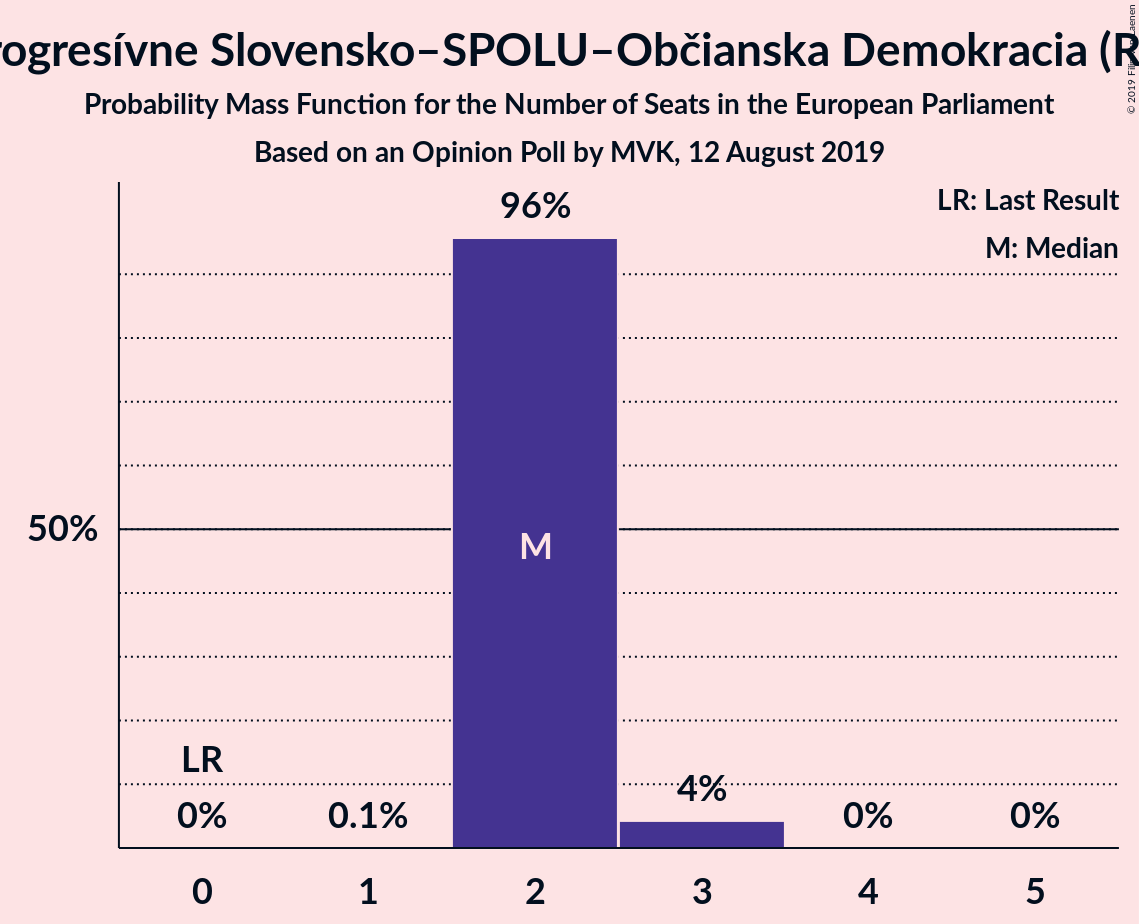 rogresívne Slovensko–SPOLU–Občianska Demokracia (R
Probability Mass Function for the Number of Seats in the European Parliament
Based on an Opinion Poll by MVK, 12 August 2019
© 2019 Laenen
LR: Last Result
M: Median
96%
50%
M
LR
0%
0.1%
4%
0%
0%
0 1 2 3 4 5